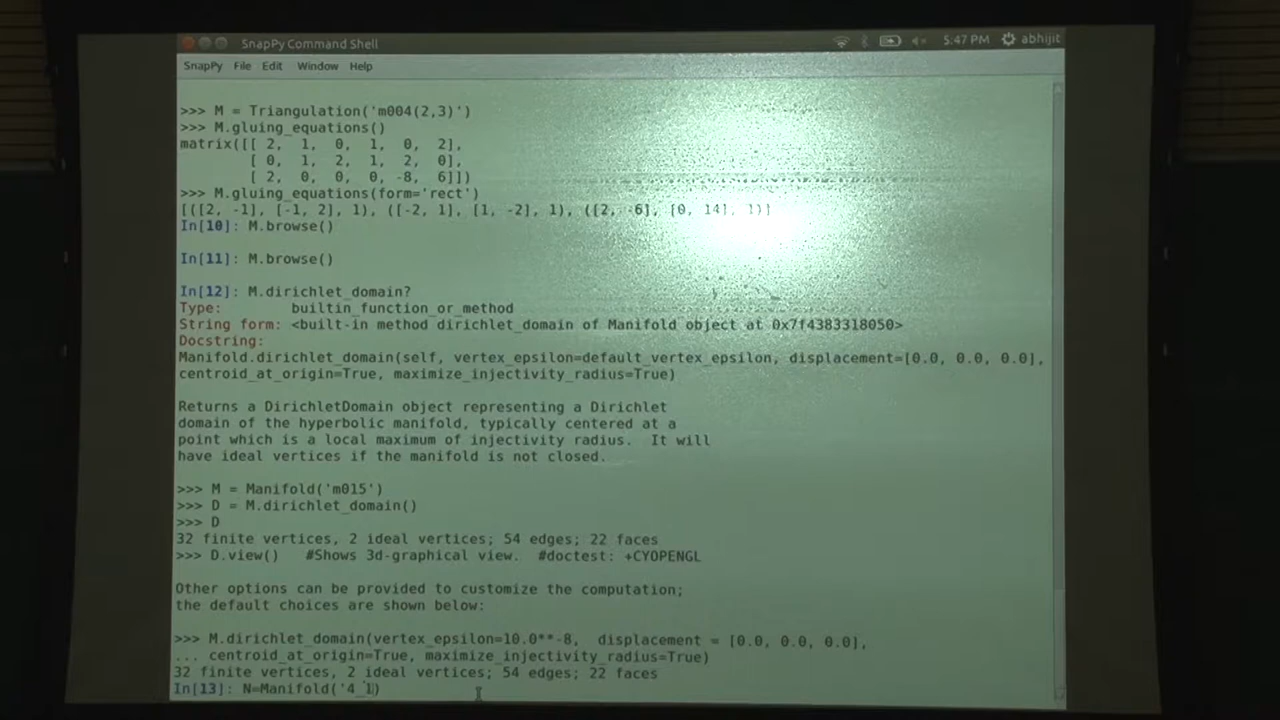 SnapPy Command Shell
5:47 PM abhijit
SnapPy File Edit Window Help
>>> M = Triangulation('m004(2,3)')
>>> M.gluing_equations()
matrix([[ 2, 1, 0, 1, 0, 2],
[ 0, 1, 2, 1, 2, 0],
[ 2, 0, 0, 0, -8, 6]])
>>> M.gluing_equations(form='rect')
[([2, -1], [-1, 2], 1), ([-2, 1], [1, -2], 1), ([2, -6], [0, 14], 1)]
In[10]: M.browse()
In[11]: M.browse()
In[12]: M.dirichlet_domain?
Type: builtin_function_or_method
String form: <built-in method dirichlet_domain of Manifold object at 0x7f4383318050>
Docstring:
Manifold.dirichlet_domain(self, vertex_epsilon=default_vertex_epsilon, displacement=[0.0, 0.0, 0.0],
centroid_at_origin=True, maximize_injectivity_radius=True)
Returns a DirichletDomain object representing a Dirichlet
domain of the hyperbolic manifold, typically centered at a
point which is a local maximum of injectivity radius. It will
have ideal vertices if the manifold is not closed.
>>> M = Manifold('m015')
>>> D = M.dirichlet_domain()
>>> D
32 finite vertices, 2 ideal vertices; 54 edges; 22 faces
>>> D.view() #Shows 3d-graphical view. #doctest: +CYOPENGL
Other options can be provided to customize the computation;
the default choices are shown below:
>>> M.dirichlet_domain(vertex_epsilon=10.0**-8, displacement = [0.0, 0.0, 0.0],
... centroid_at_origin=True, maximize_injectivity_radius=True)
32 finite vertices, 2 ideal vertices; 54 edges; 22 faces
In[13]: N=Manifold('4_1)